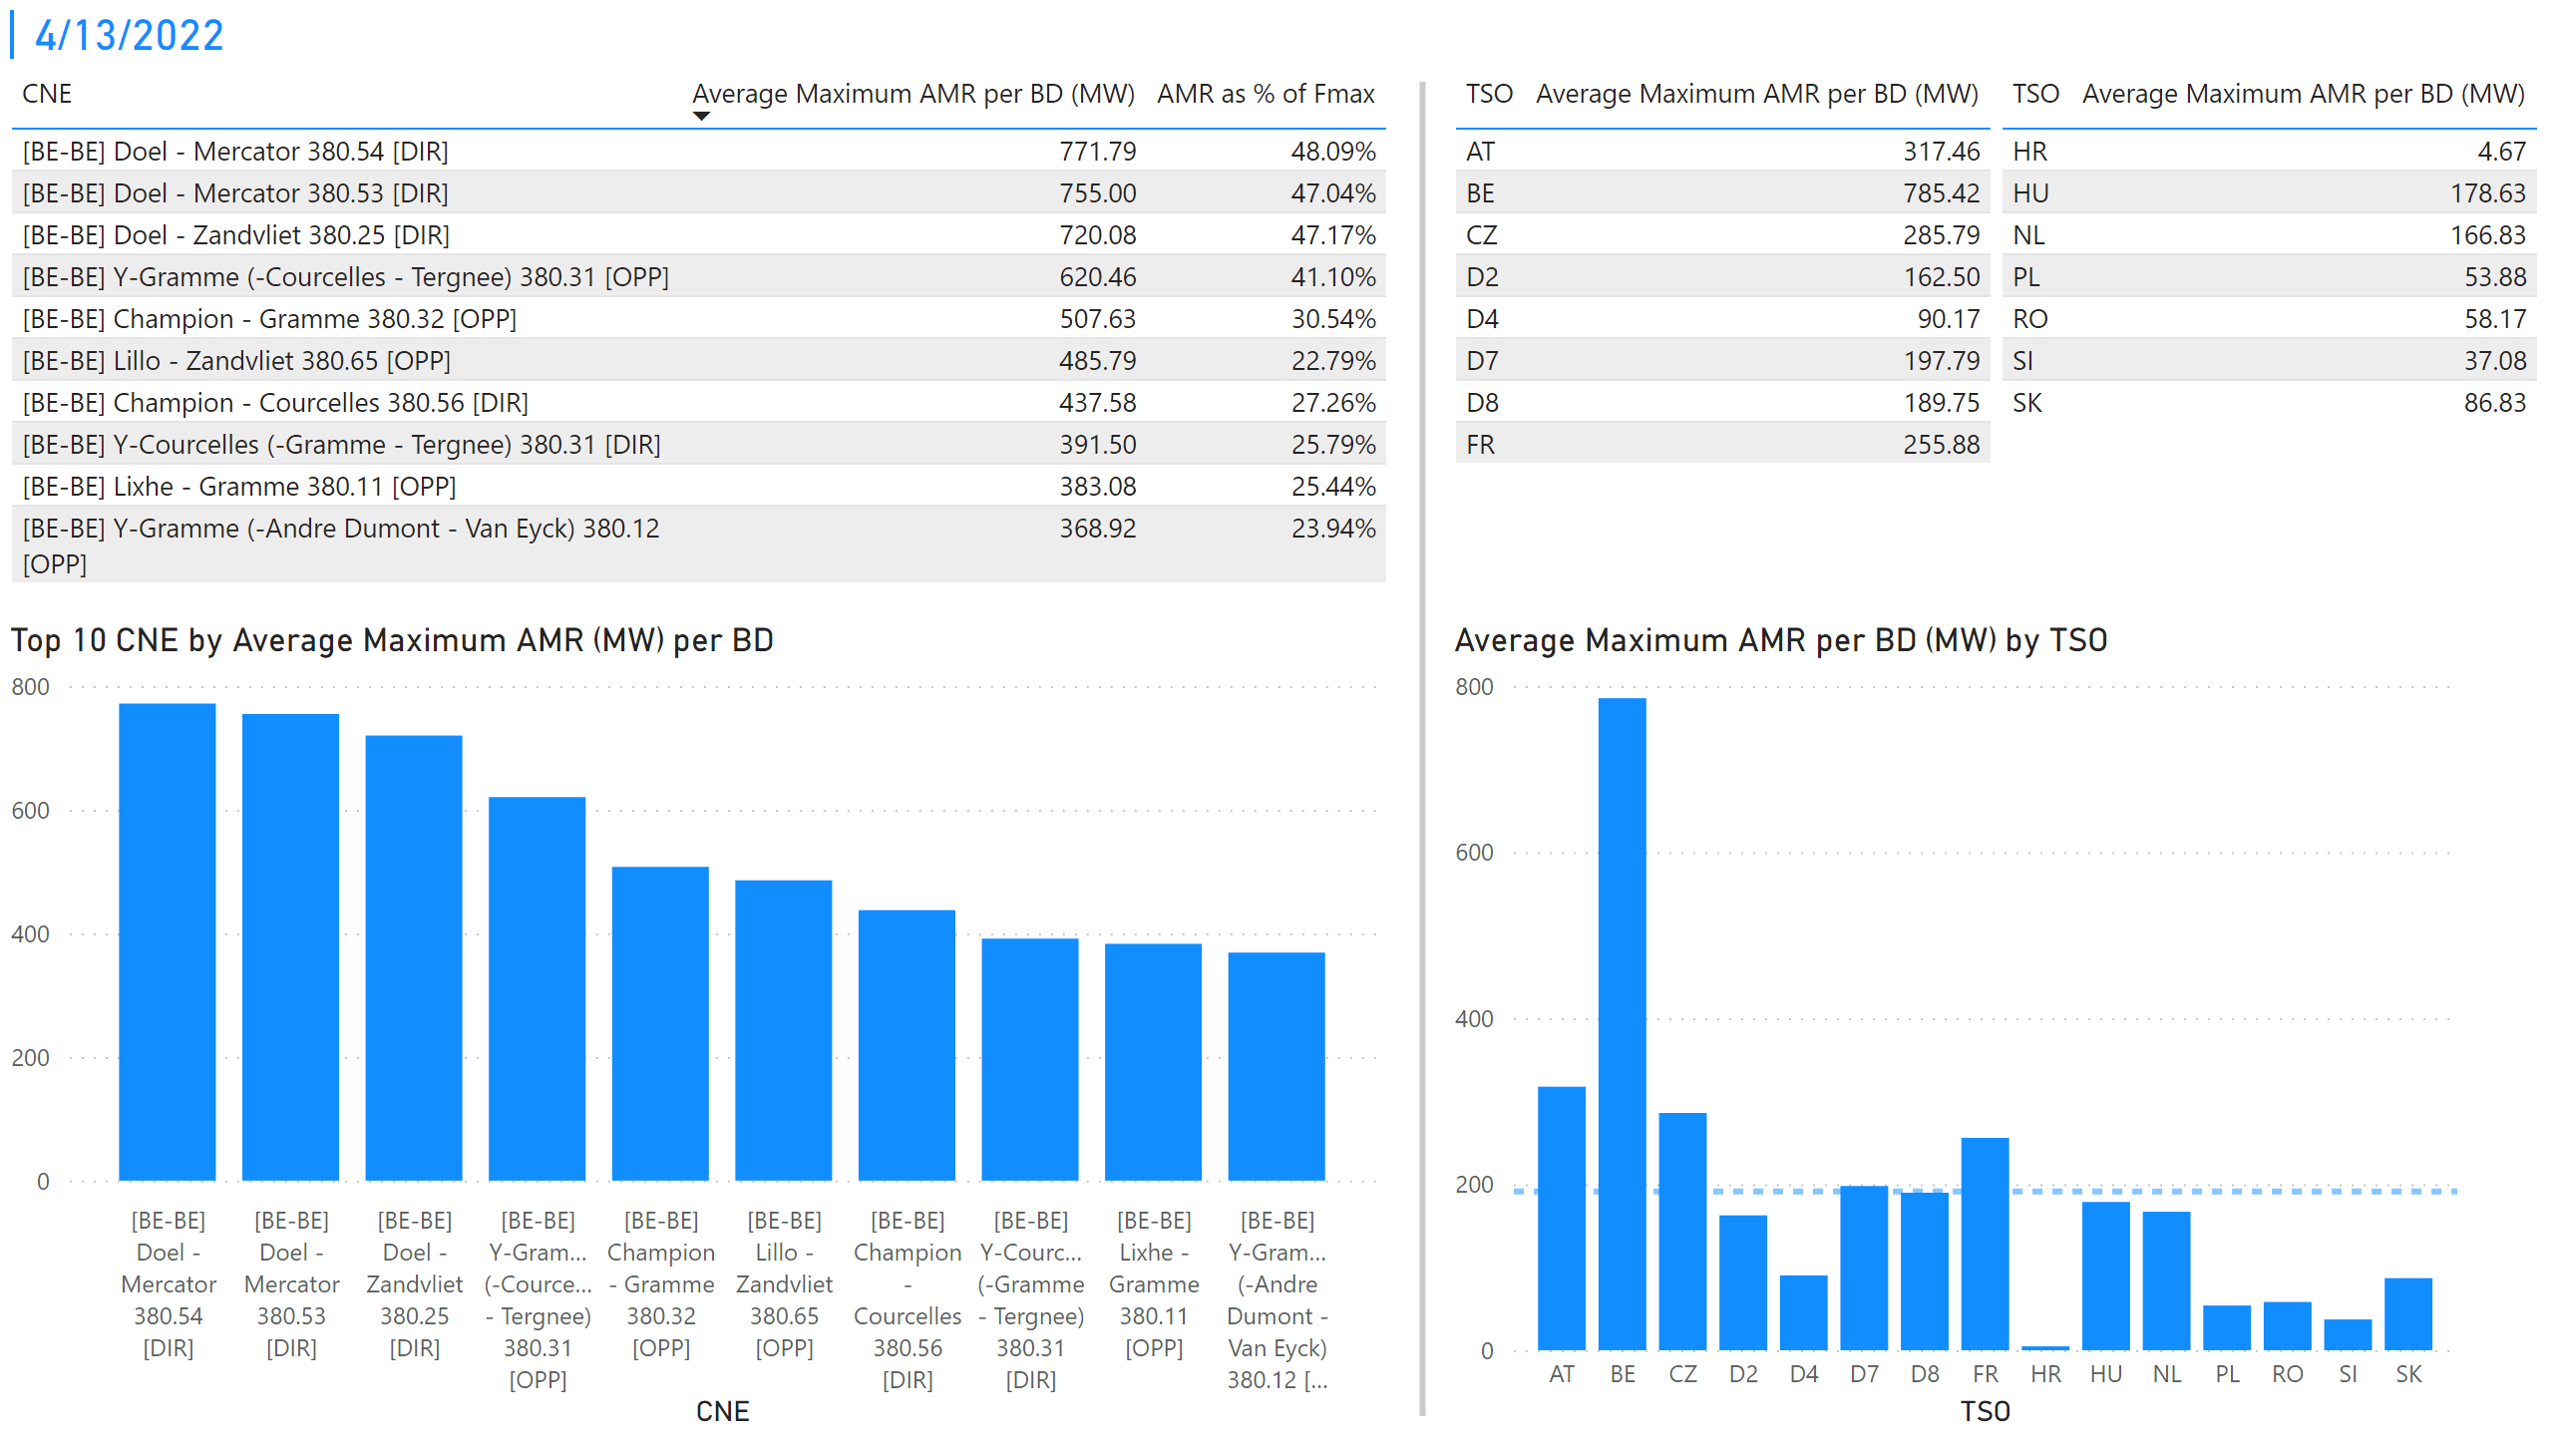 4/13/2022
CNE Average Maximum AMR per BD (MW) AMR as % of Fmax
[BE-BE] Doel - Mercator 380.54 [DIR] 771.79 48.09%
[BE-BE] Doel - Mercator 380.53 [DIR] 755.00 47.04%
[BE-BE] Doel - Zandvliet 380.25 [DIR] 720.08 47.17%
[BE-BE] Y-Gramme (-Courcelles - Tergnee) 380.31 [OPP] 620.46 41.10%
[BE-BE] Champion - Gramme 380.32 [OPP] 507.63 30.54%
[BE-BE] Lillo - Zandvliet 380.65 [OPP] 485.79 22.79%
[BE-BE] Champion - Courcelles 380.56 [DIR] 437.58 27.26%
[BE-BE] Y-Courcelles (-Gramme - Tergnee) 380.31 [DIR] 391.50 25.79%
[BE-BE] Lixhe - Gramme 380.11 [OPP] 383.08 25.44%
[BE-BE] Y-Gramme (-Andre Dumont - Van Eyck) 380.12 368.92 23.94%
[OPP]
TSO Average Maximum AMR per BD (MW)
AT 317.46
BE 785.42
CZ 285.79
D2 162.50
D4 90.17
D7 197.79
D8 189.75
FR 255.88
TSO Average Maximum AMR per BD (MW)
HR 4.67
HU 178.63
NL 166.83
PL 53.88
RO 58.17
SI 37.08
SK 86.83
Top 10 CNE by Average Maximum AMR (MW) per BD
800
600
400
200
0
[BE-BE]
Doel -
Mercator
380.54
[DIR]
[BE-BE]
Doel -
Mercator
380.53
[DIR]
[BE-BE]
Doel -
Zandvliet
380.25
[DIR]
[BE-BE]
Y-Gram...
(-Ource...
- Tergnee)
380.31
[OPP]
[BE-BE]
Champion
- Gramme
380.32
[OPP]
[BE-BE]
Lillo -
Zandvliet
380.65
[OPP]
[BE-BE]
Champion
-
Courcelles
380.56
[DIR]
[BE-BE]
Y-Courc...
(-Gramme
- Tergnee)
380.31
[DIR]
[BE-BE]
Lixhe -
Gramme
380.11
[OPP]
[BE-BE]
Y-Gram...
(-Andre
Dumont -
Van Eyck)
380.12 [...
CNE
Average Maximum AMR per BD (MW) by TSO
800
600
400
200
0
AT BE CZ D2 D4 D7 D8 FR HR HU NL PL RO SI SK
TSO